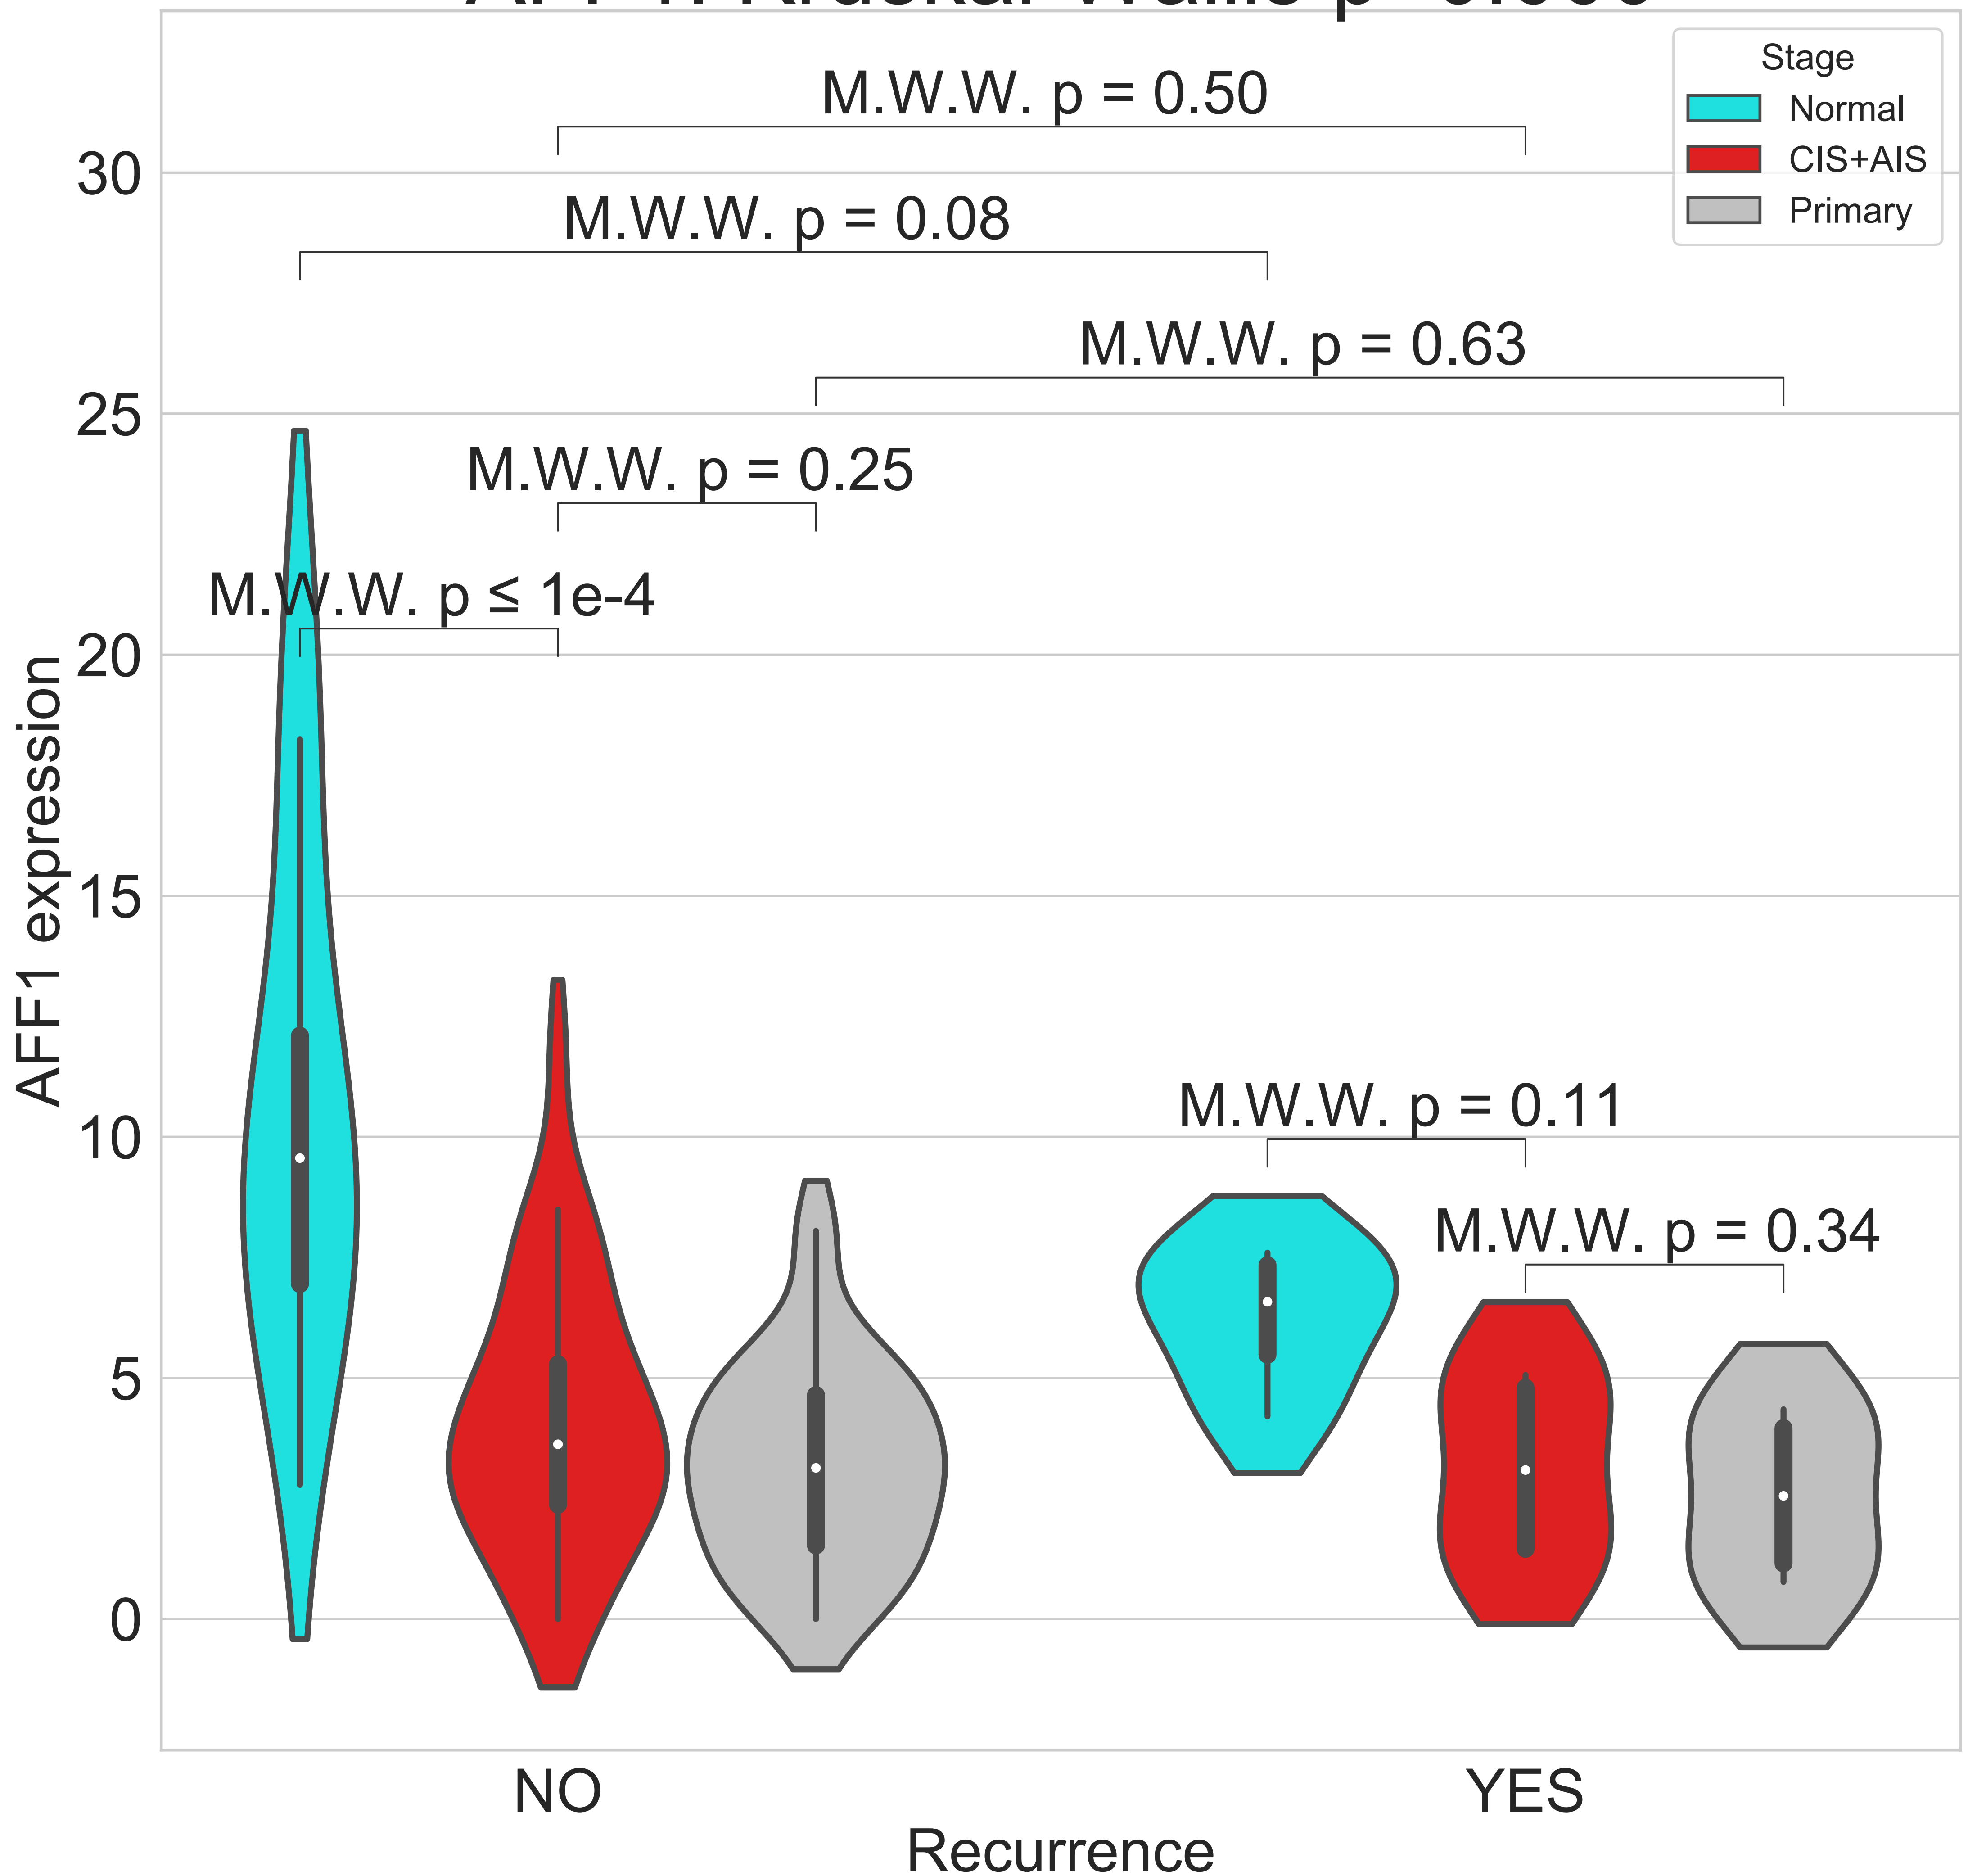 Stage
Normal
CIS+AIS
Primary
M.W.W. p = 0.50
M.W.W. p = 0.08
M.W.W. p = 0.63
M.W.W. p = 0.25
M.W.W. p ≤ 1e-4
M.W.W. p = 0.11
M.W.W. p = 0.34
30
25
20
15
10
5
0
AFF1 expression
NO
YES
Recurrence